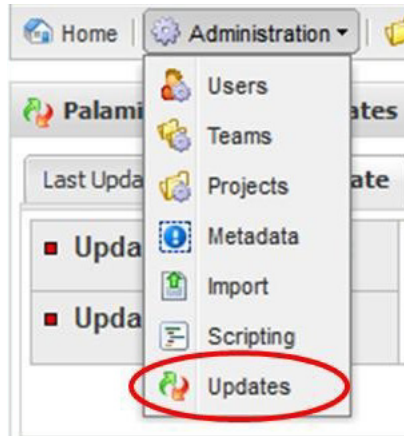 Home Administration
Palami ates
Users
Teams
Last Upda ate
Projects
Upda
Metadata
Import
Upda
Scripting
Updates